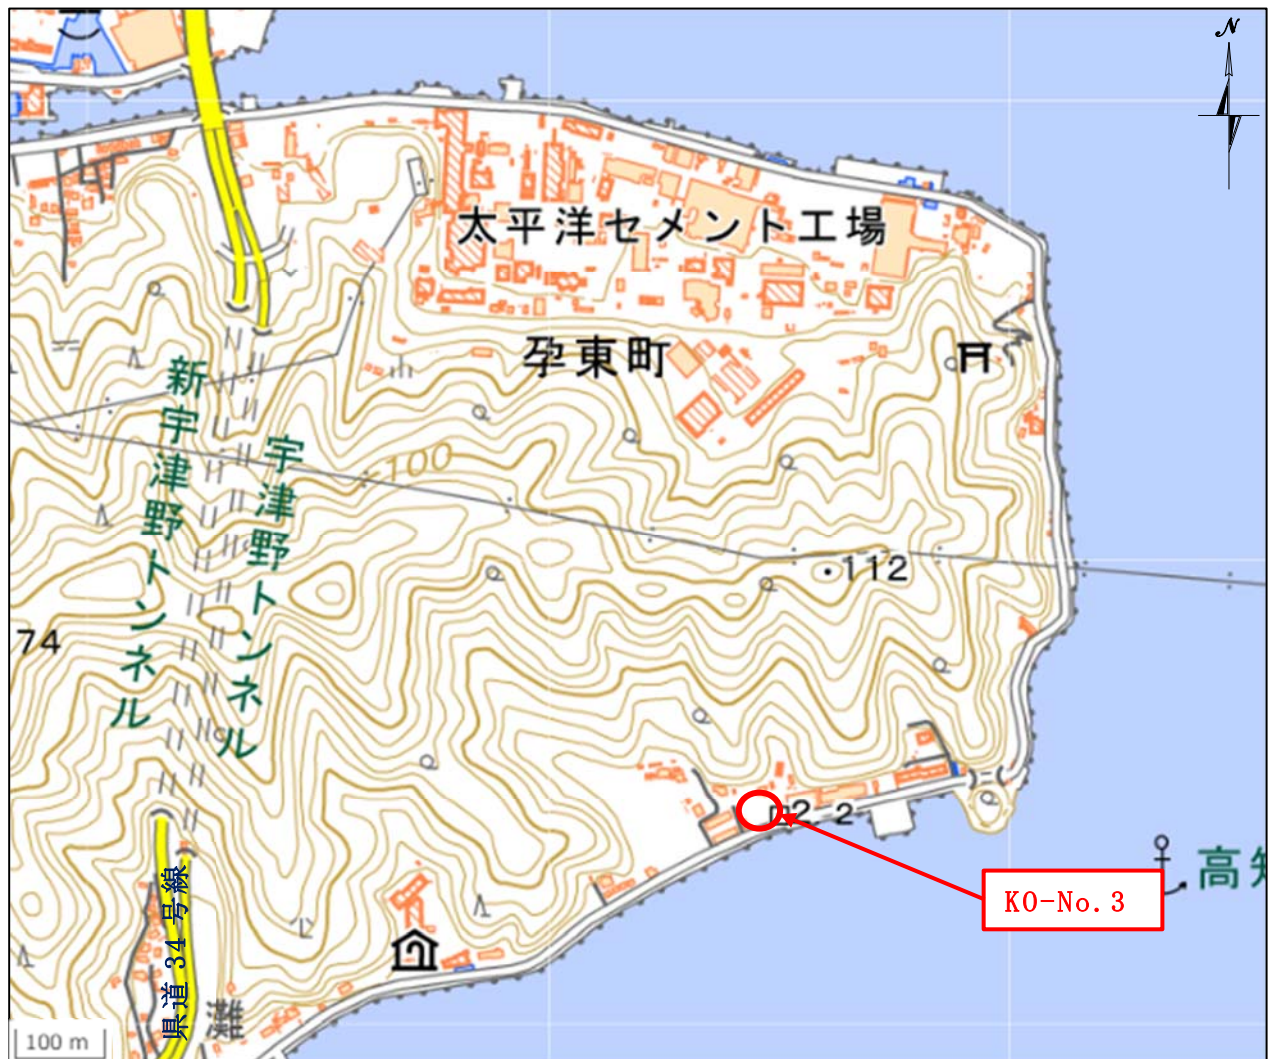 N
太平洋セメント工場
孕東町
新宇津野トンネル
宇津野トンネル
100
112
74
2.2
KO-No.3
高知
県道34号線
灘
100 m